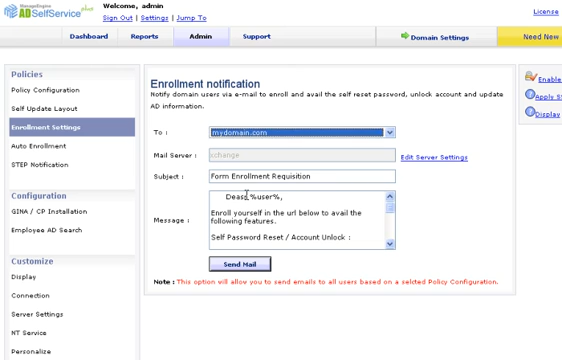 ManageEngine
ADSelfService plus
Welcome, admin
Sign Out | Settings | Jump To
License
Dashboard Reports Admin Support Domain Settings Need New
Policies
Policy Configuration
Self Update Layout
Enrollment Settings
Auto Enrollment
STEP Notification
Configuration
GINA / CP Installation
Employee AD Search
Customize
Display
Connection
Server Settings
NT Service
Personalize
Enrollment notification
Notify domain users via e-mail to enroll and avail the self reset password, unlock account and update
AD information.
To : mydomain.com
Mail Server : xchange Edit Server Settings
Subject : Form Enrollment Requisition
Message :
%user%,
Enroll yourself in the url below to avail the
following features.
Self Password Reset / Account Unlock :
Send Mail
Note : This option will allow you to send emails to all users based on a selcted Policy Configuration.
Enable
Apply
Display